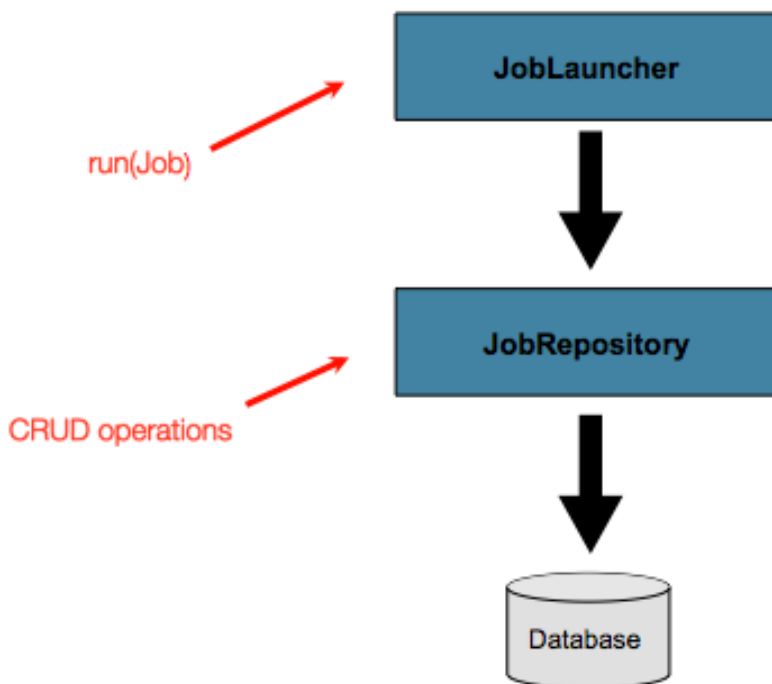 JobLauncher
run(Job)
JobRepository
CRUD operations
Database